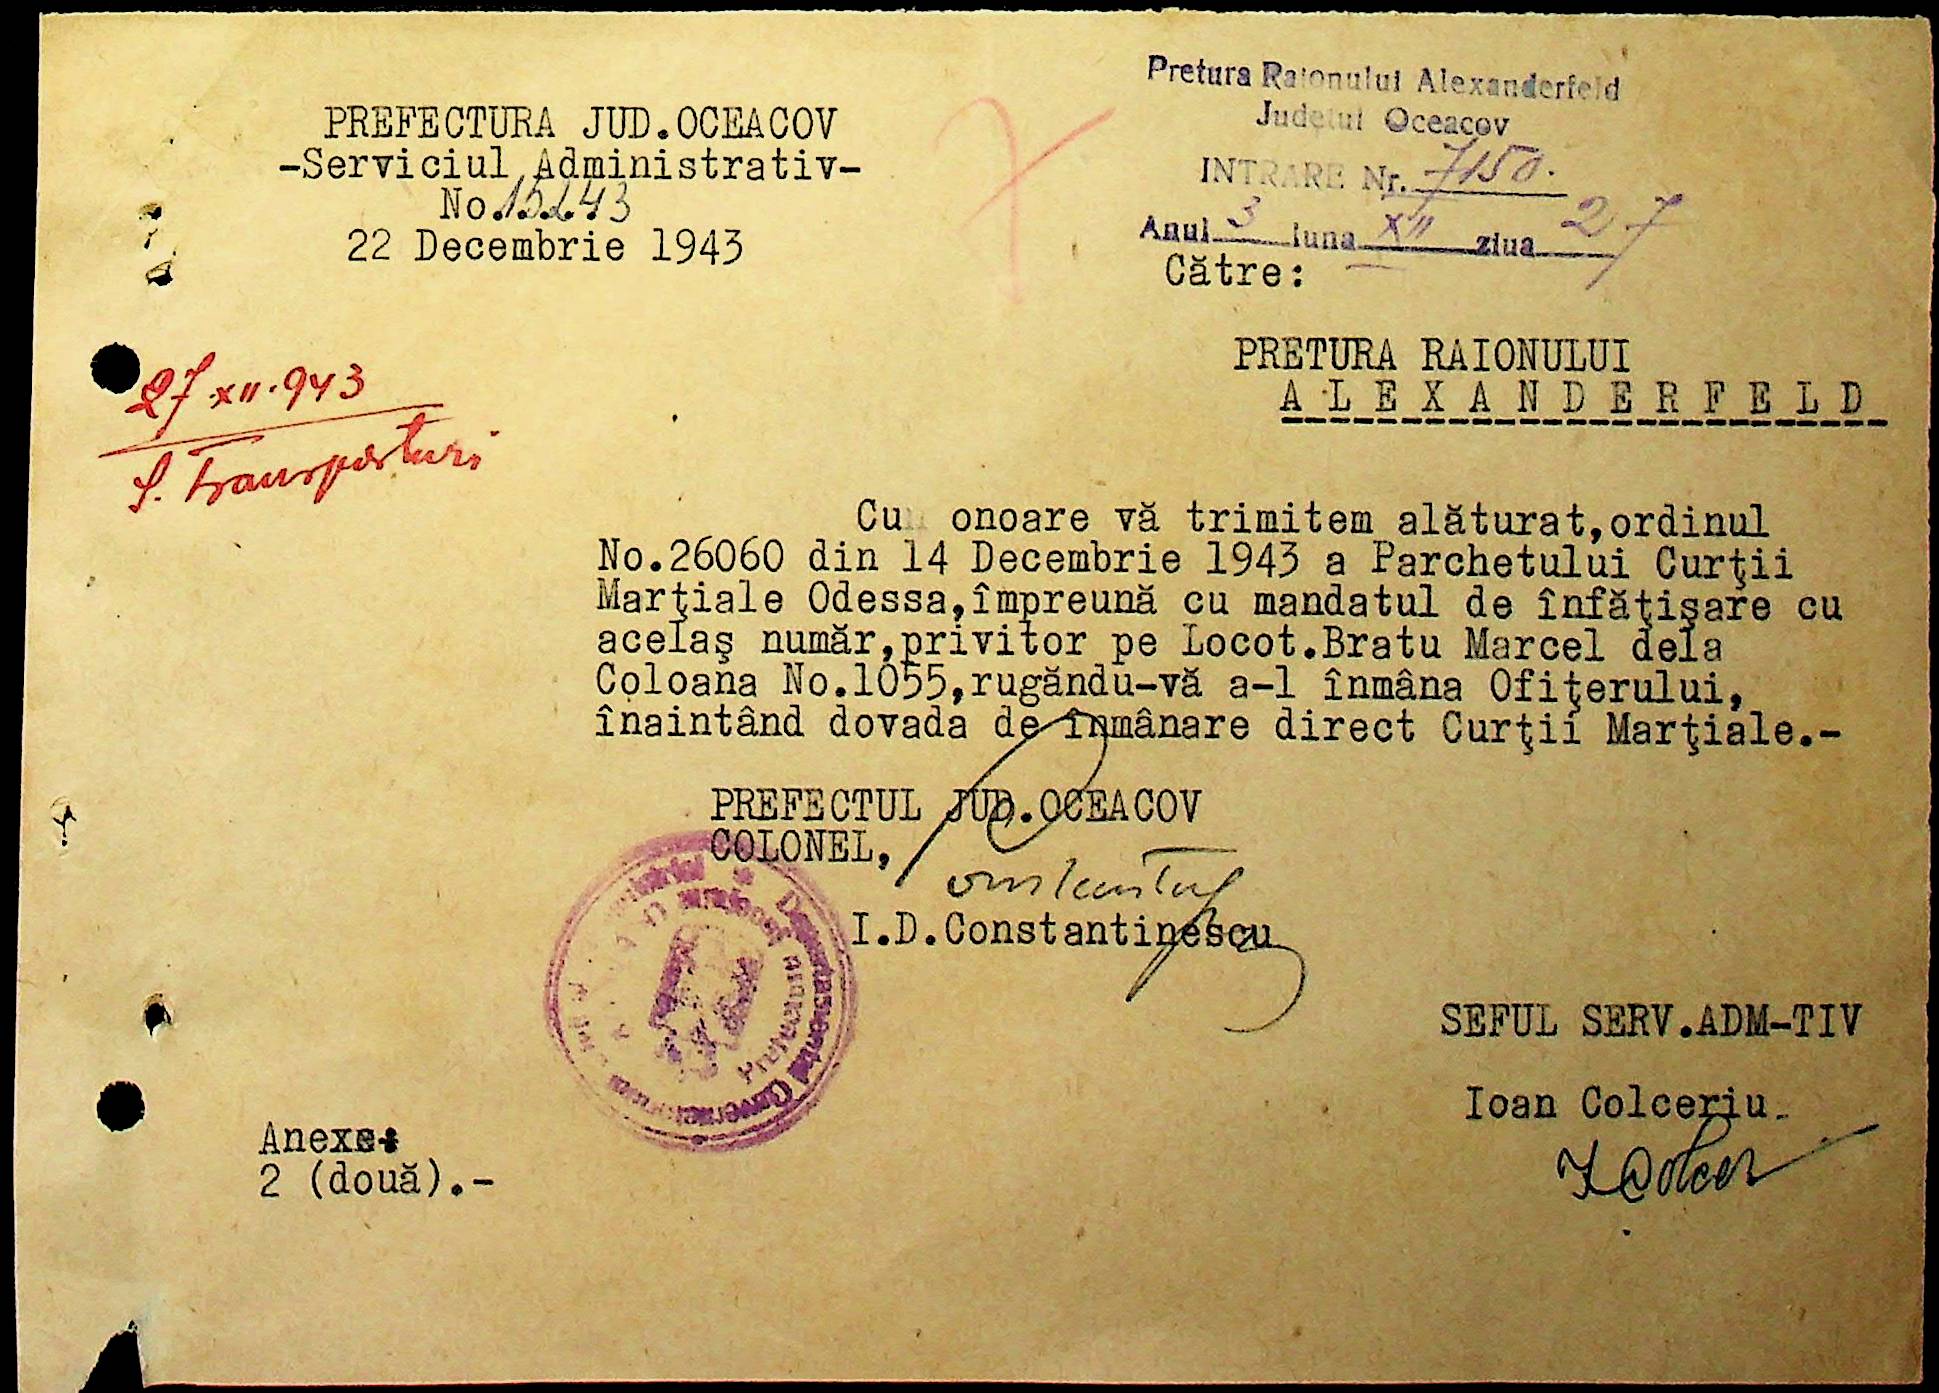 PREFECTURA JUD.OCEACOV
-Serviciul Administrativ-
No.15243
22 Decembrie 1943
Pretura Raionului Alexanderfeld
Județul Oceacov
INTRARE Nr. 7150.
Anul 3 luna XII ziua 27
Către:
PRETURA RAIONULUI
ALEXANDERFELD
27 XII.943
S. Transporturi
Cu onoare vă trimitem alăturat,ordinul
No.26060 din 14 Decembrie 1943 a Parchetului Curţii
Marţiale Odessa,împreună cu mandatul de înfăţişare cu
acelaş număr,privitor pe Locot.Bratu Marcel dela
Coloana No.1055,rugându-vă a-l înmâna Ofiţerului,
înaintând dovada de înmânare direct Curţii Marţiale.-
PREFECTUL JUD.OCEACOV
COLONEL,
I.D.Constantinescu
SEFUL SERV.ADM-TIV
Ioan Colceriu
Anexe:
2 (două).-